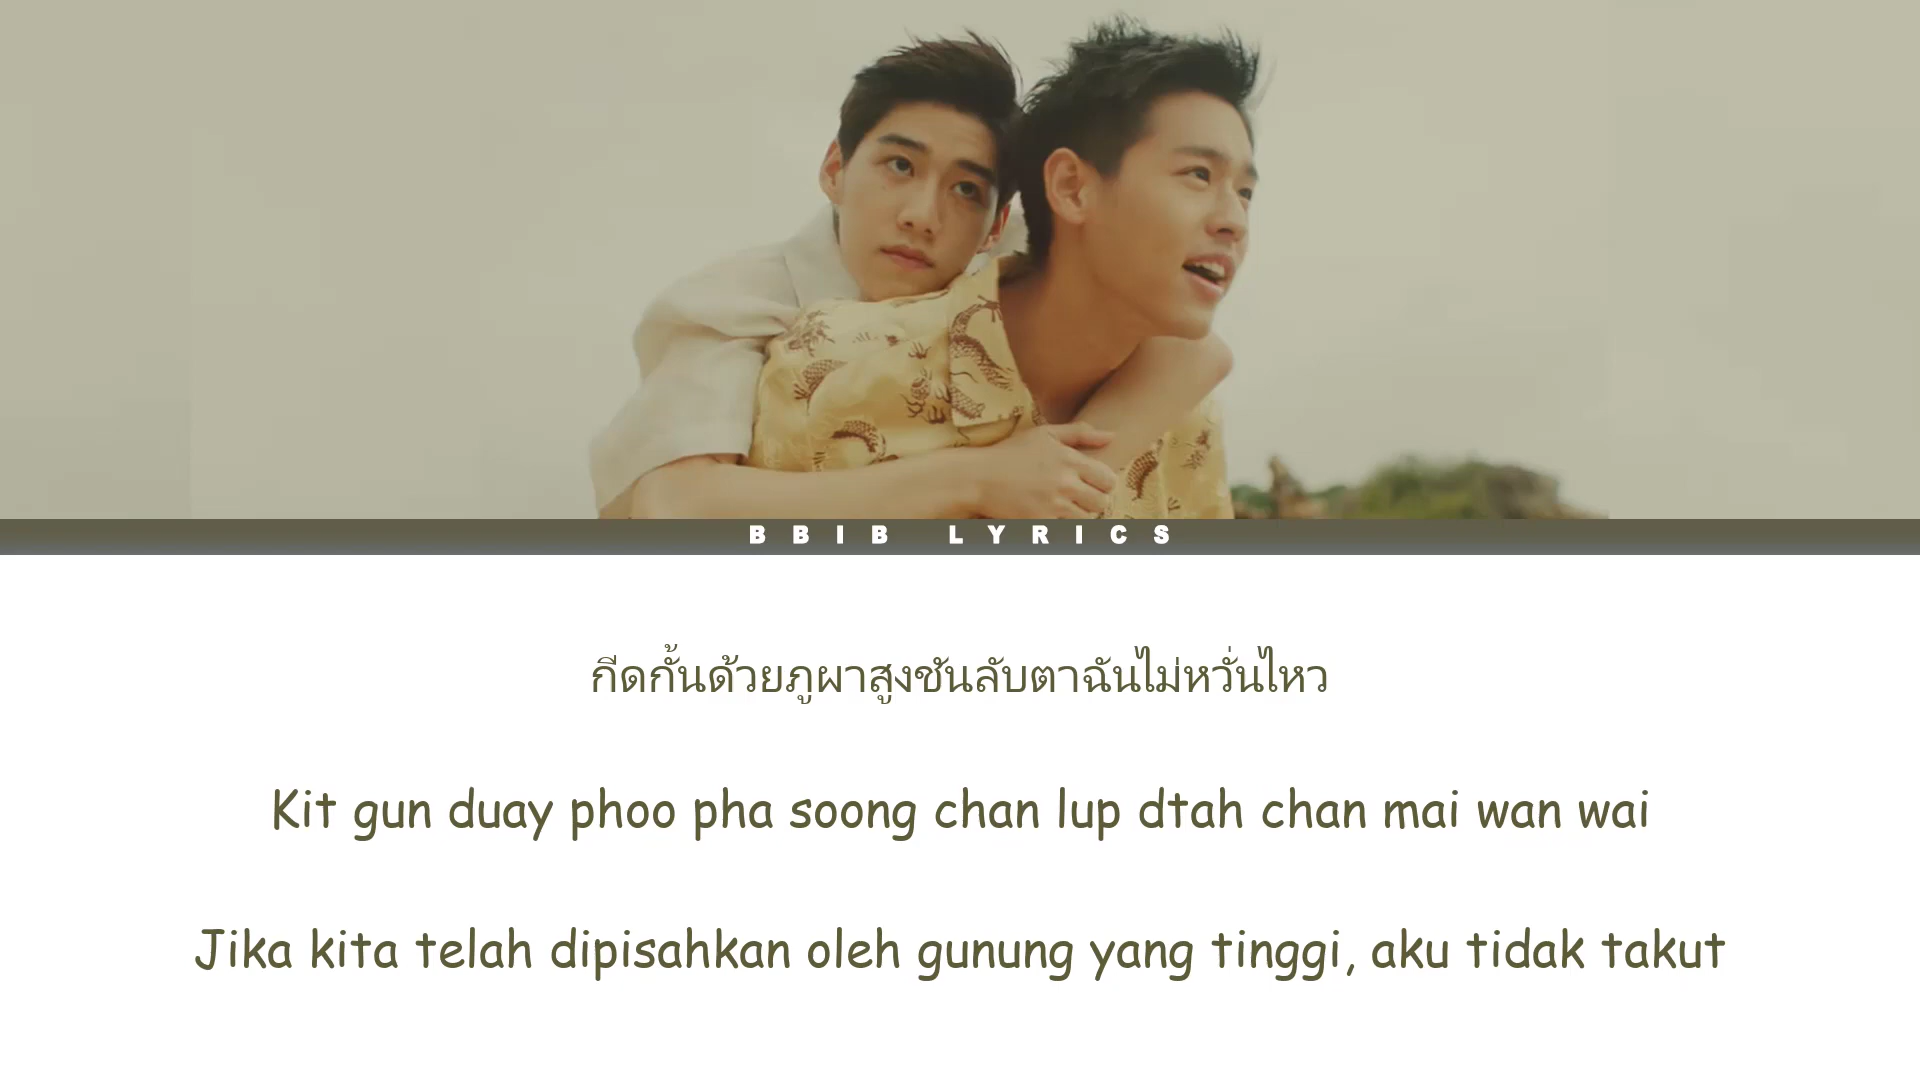 BBIB LYRICS
กีดกั้นด้วยภูผาสูงชันลับตาฉันไม่หวั่นไหว
Kit gun duay phoo pha soong chan lup dtah chan mai wan wai
Jika kita telah dipisahkan oleh gunung yang tinggi, aku tidak takut